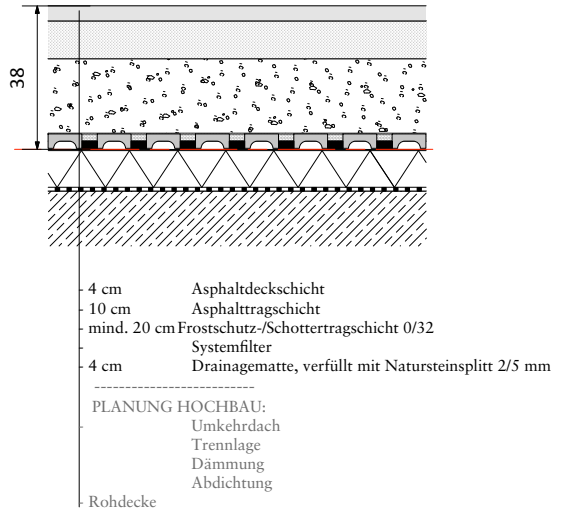 38
4 cm Asphaltdeckschicht
10 cm Asphalttragschicht
mind. 20 cm Frostschutz-/Schottertragschicht 0/32
Systemfilter
4 cm Drainagematte, verfüllt mit Natursteinsplitt 2/5 mm
--------------------------
PLANUNG HOCHBAU:
Umkehrdach
Trennlage
Dämmung
Abdichtung
Rohdecke